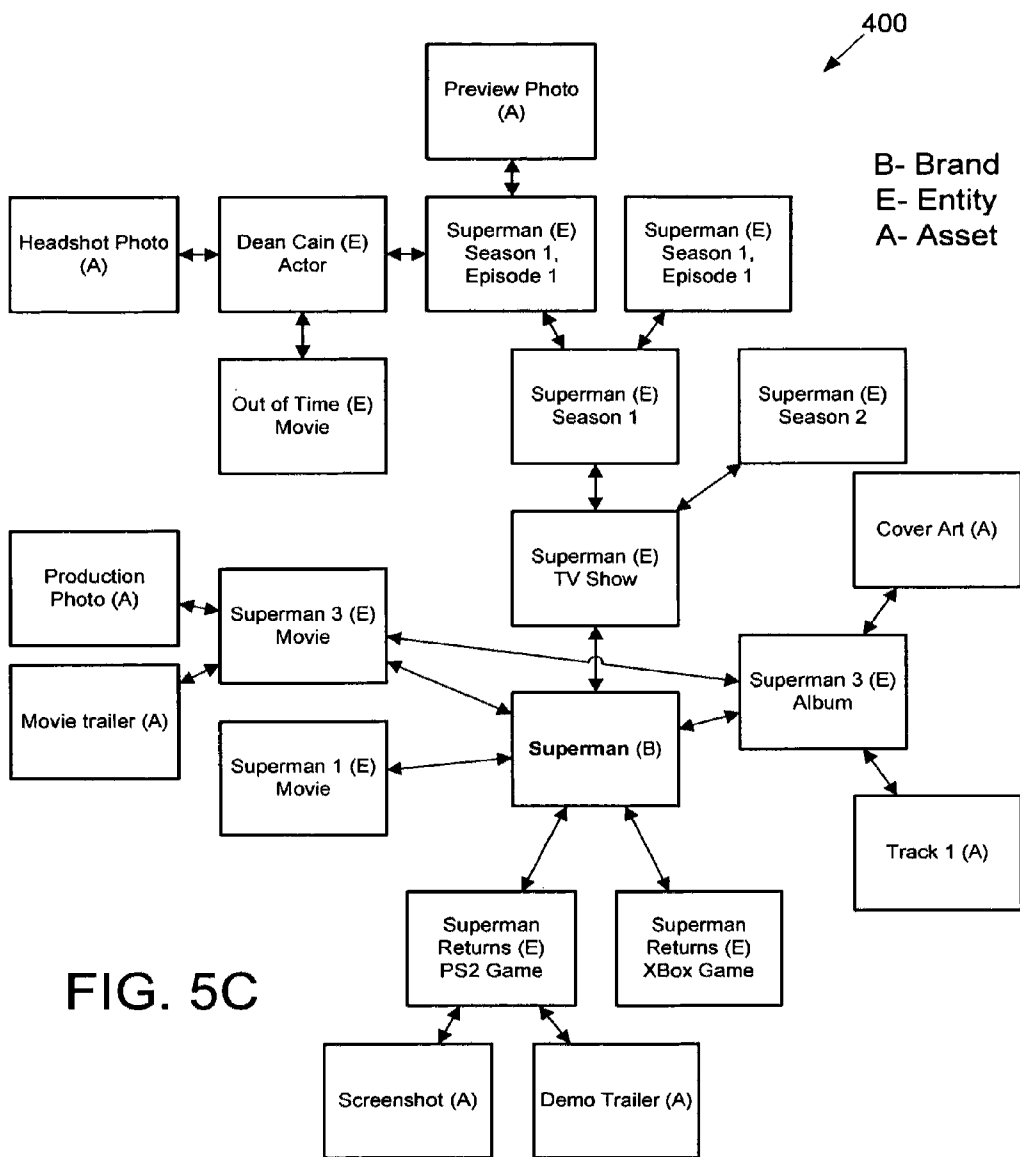 400
Preview Photo
(A)
B- Brand
E- Entity
A- Asset
Headshot Photo
(A)
Dean Cain (E)
Actor
Superman (E)
Season 1,
Episode 1
Superman (E)
Season 1,
Episode 1
Out of Time (E)
Movie
Superman (E)
Season 1
Superman (E)
Season 2
Cover Art (A)
Production
Photo (A)
Superman 3 (E)
Movie
Superman (E)
TV Show
Movie trailer (A)
Superman 3 (E)
Album
Superman 1 (E)
Movie
Superman (B)
Track 1 (A)
Superman
Returns (E)
PS2 Game
Superman
Returns (E)
XBox Game
FIG. 5C
Screenshot (A)
Demo Trailer (A)